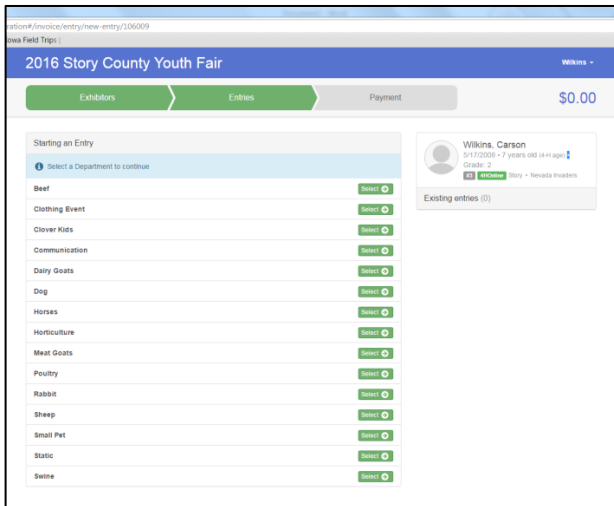 ration#/invoice/entry/new-entry/106009
owa Field Trips |
2016 Story County Youth Fair
Wilkins
Exhibitors
Entries
Payment
$0.00
Starting an Entry
Select a Department to continue
Beef Select
Clothing Event Select
Clover Kids Select
Communication Select
Dairy Goats Select
Dog Select
Horses Select
Horticulture Select
Meat Goats Select
Poultry Select
Rabbit Select
Sheep Select
Small Pet Select
Static Select
Swine Select
Wilkins, Carson
5/17/2008 • 7 years old (4-H age)
Grade: 2
#3 4HOnline Story • Nevada Invaders
Existing entries (0)